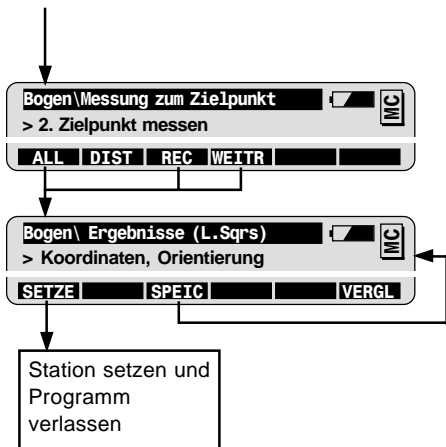 Bogen\Messung zum Zielpunkt
MC
> 2. Zielpunkt messen
ALL DIST REC WEITR
Bogen\ Ergebnisse (L.Sqrs)
MC
> Koordinaten, Orientierung
SETZE SPEIC VERGL
Station setzen und
Programm
verlassen